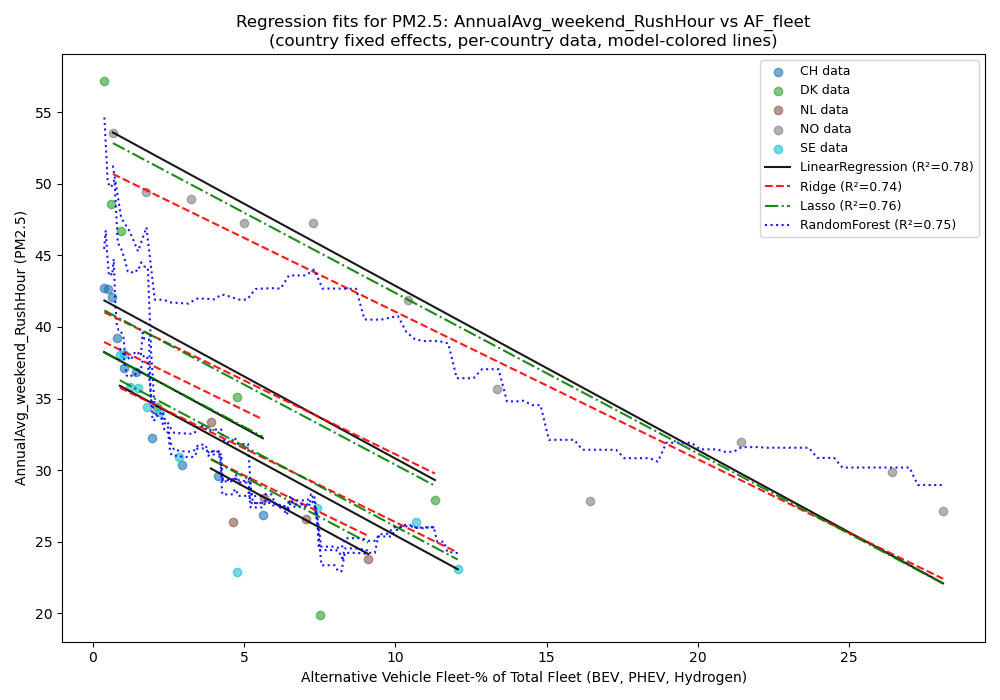 Regression fits for PM2.5: AnnualAvg_weekend_RushHour vs AF_fleet
(country fixed effects, per-country data, model-colored lines)
CH data
DK data
NL data
NO data
SE data
LinearRegression (R²=0.78)
Ridge (R²=0.74)
Lasso (R²=0.76)
RandomForest (R²=0.75)
AnnualAvg_weekend_RushHour (PM2.5)
55
50
45
40
35
30
25
20
0
5
10
15
20
25
Alternative Vehicle Fleet-% of Total Fleet (BEV, PHEV, Hydrogen)